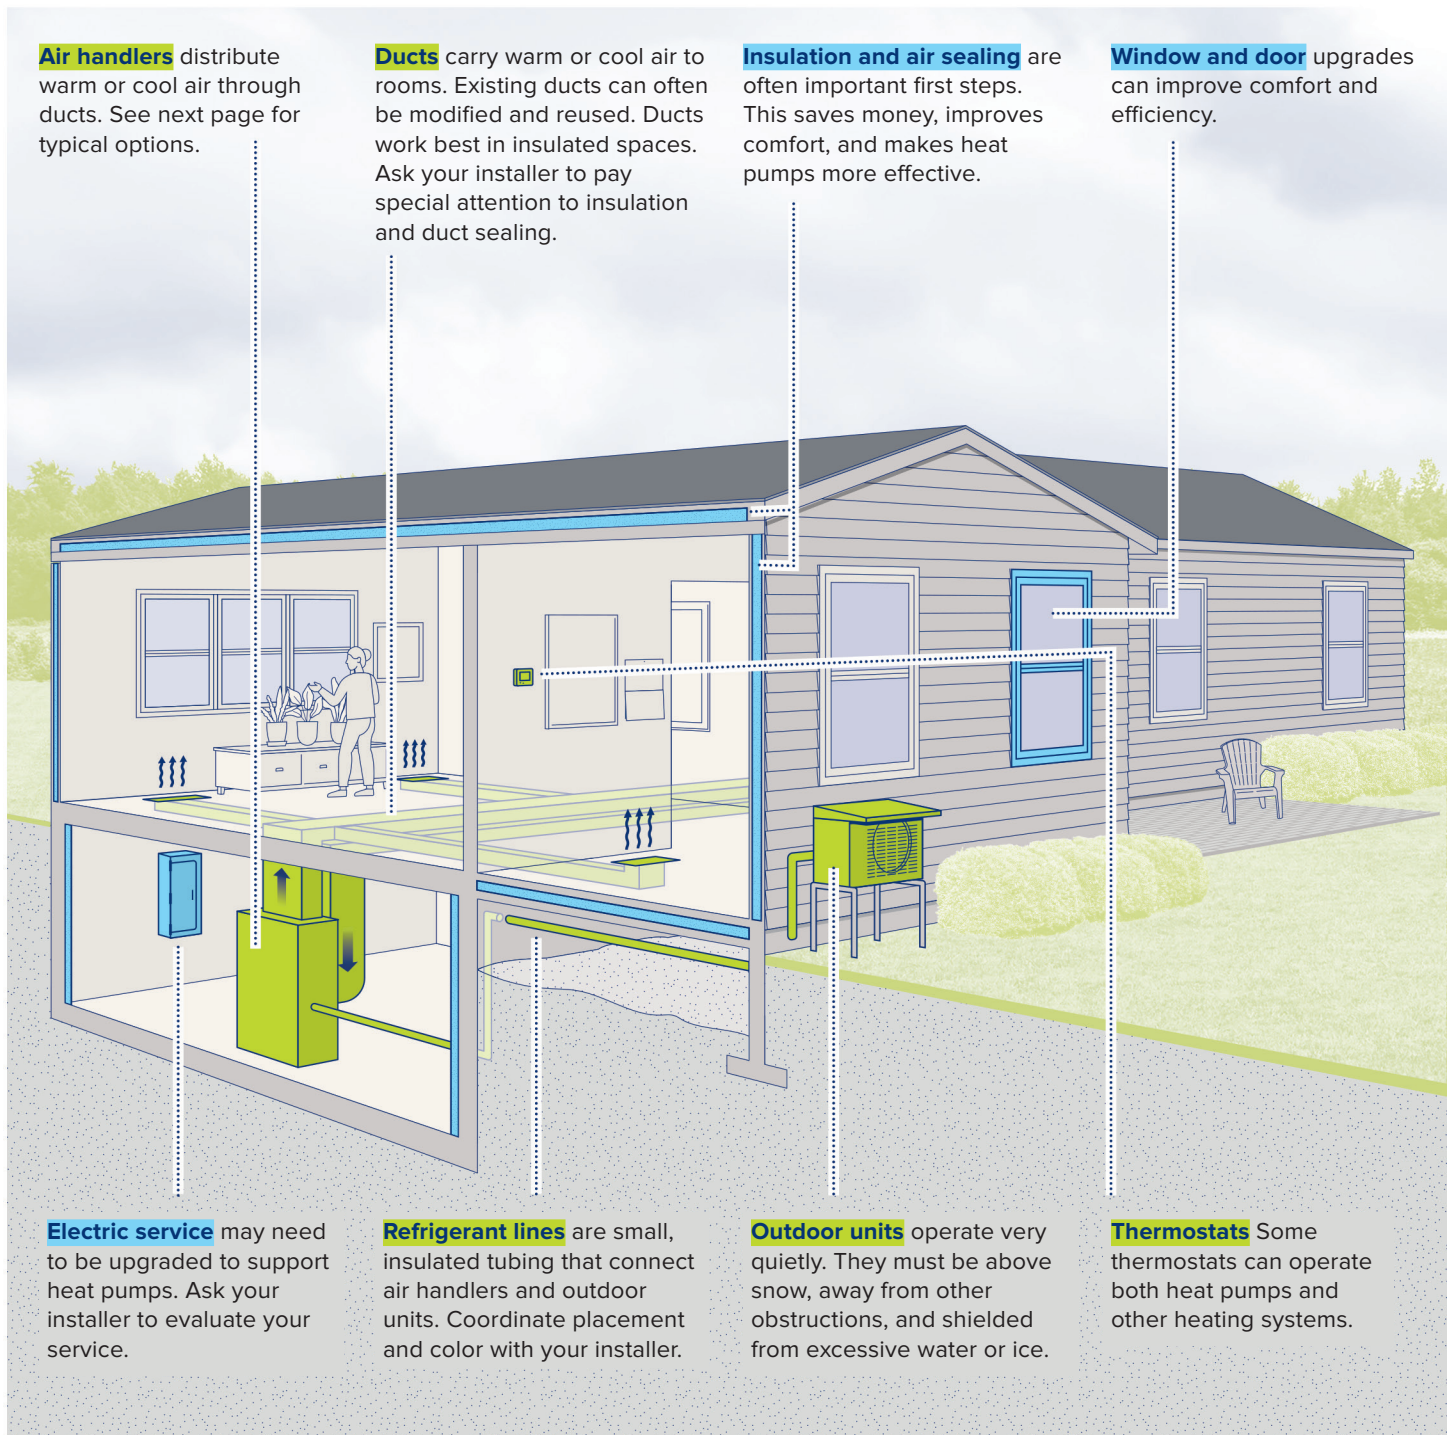 Air handlers distribute
warm or cool air through
ducts. See next page for
typical options.
Ducts carry warm or cool air to
rooms. Existing ducts can often
be modified and reused. Ducts
work best in insulated spaces.
Ask your installer to pay
special attention to insulation
and duct sealing.
Insulation and air sealing are
often important first steps.
This saves money, improves
comfort, and makes heat
pumps more effective.
Window and door upgrades
can improve comfort and
efficiency.
Electric service may need
to be upgraded to support
heat pumps. Ask your
installer to evaluate your
service.
Refrigerant lines are small,
insulated tubing that connect
air handlers and outdoor
units. Coordinate placement
and color with your installer.
Outdoor units operate very
quietly. They must be above
snow, away from other
obstructions, and shielded
from excessive water or ice.
Thermostats Some
thermostats can operate
both heat pumps and
other heating systems.